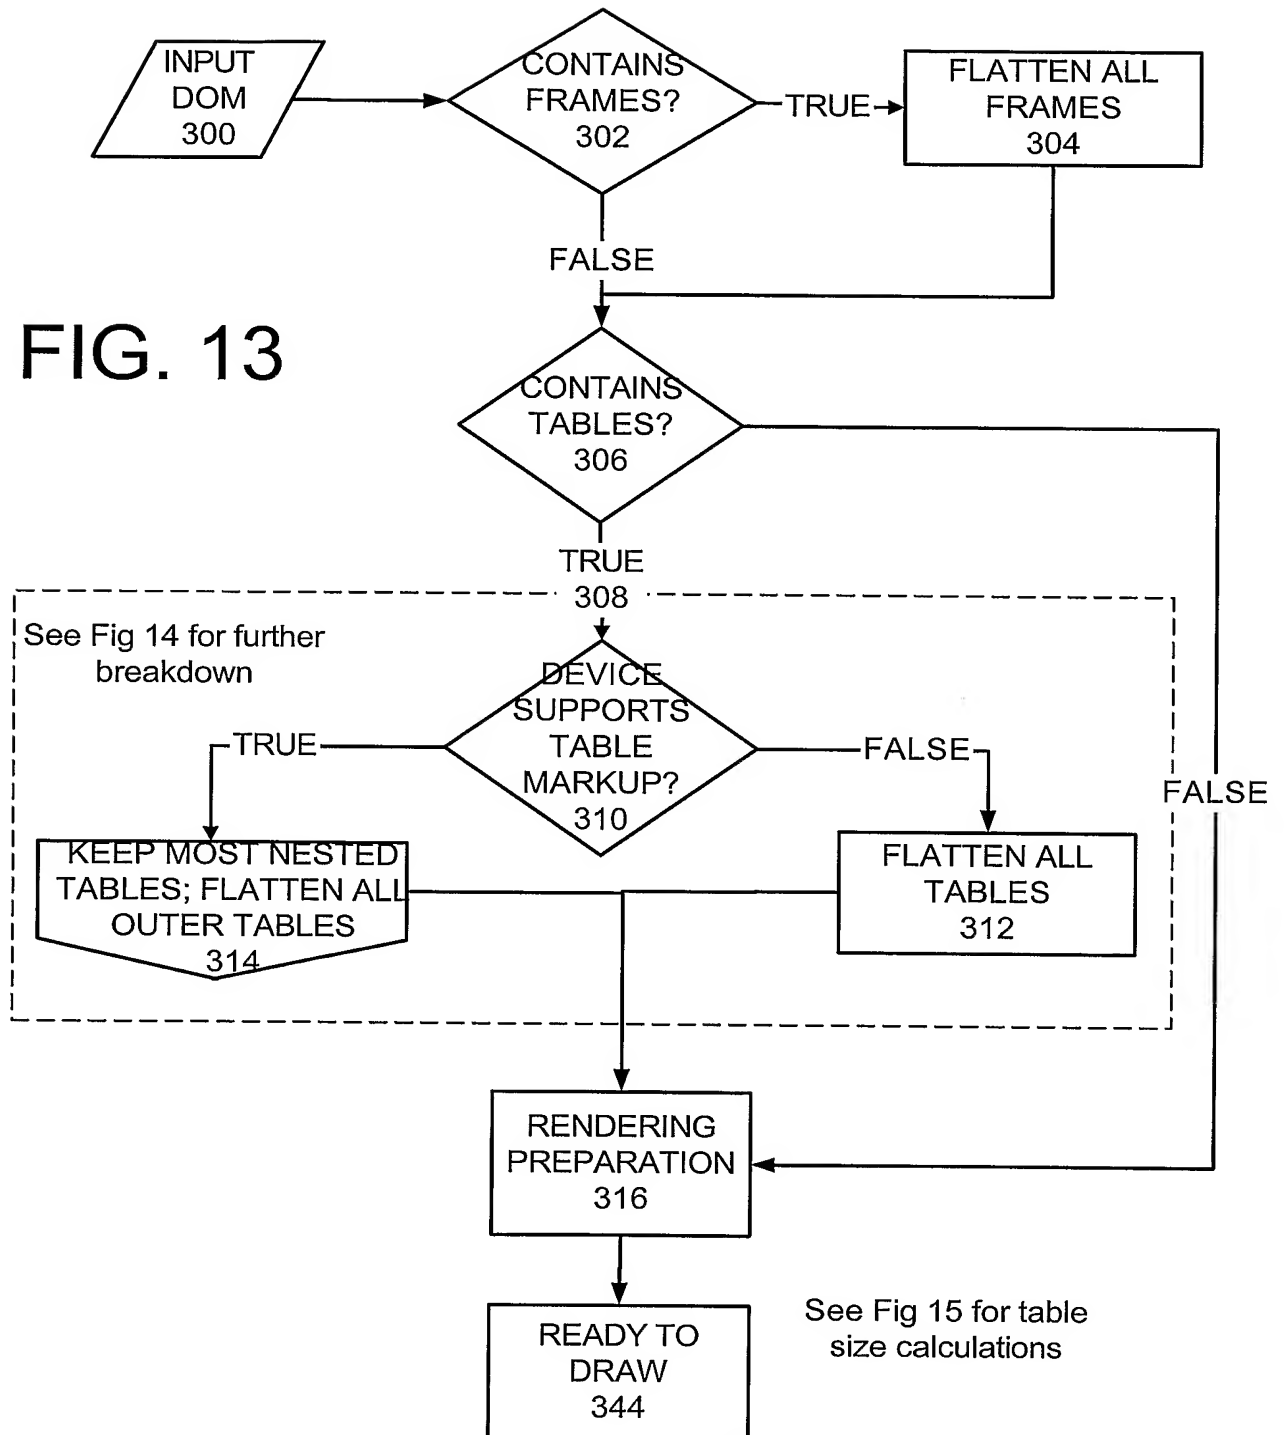 INPUT
DOM
300
CONTAINS
FRAMES?
302
TRUE
FLATTEN ALL
FRAMES
304
FALSE
FIG. 13
CONTAINS
TABLES?
306
TRUE
308
See Fig 14 for further
breakdown
DEVICE
SUPPORTS
TABLE
MARKUP?
310
TRUE
FALSE
FALSE
KEEP MOST NESTED
TABLES; FLATTEN ALL
OUTER TABLES
314
FLATTEN ALL
TABLES
312
RENDERING
PREPARATION
316
See Fig 15 for table
size calculations
READY TO
DRAW
344